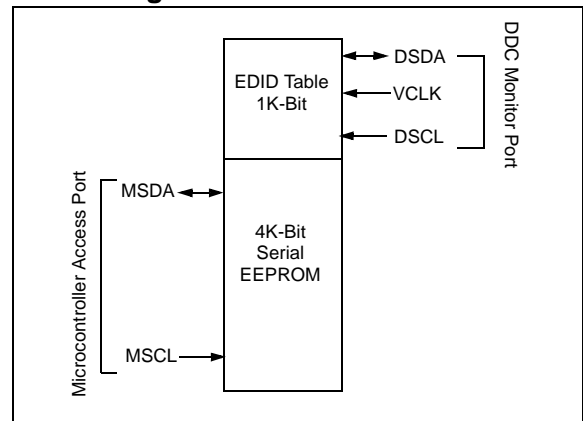 DSDA
EDID Table
1K-Bit
VCLK
DSCL
DDC Monitor Port
MSDA
4K-Bit
Serial
EEPROM
MSCL
Microcontroller Access Port